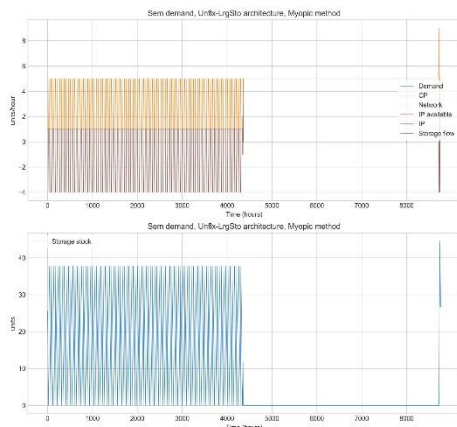 Sem demand, Unfix-LrgSto architecture, Myopic method
8
6
4
2
0
−2
−4
units/hour
Demand
CP
Network
IP available
IP
Storage flow
0 1000 2000 3000 4000 5000 6000 7000 8000
Time (hours)
Sem demand, Unfix-LrgSto architecture, Myopic method
Storage stock
40
30
20
10
0
units
0 1000 2000 3000 4000 5000 6000 7000 8000
Time (hours)